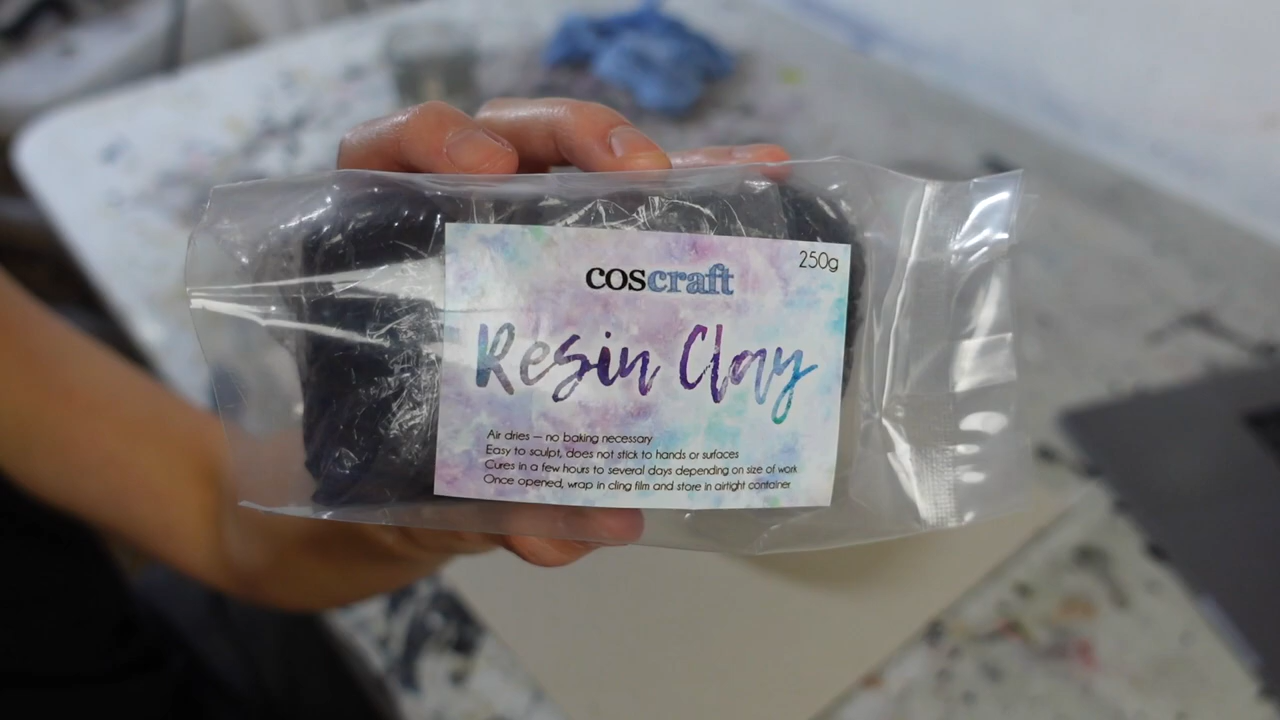 250g
coscraft
Resin Clay
Air dries – no baking necessary
Easy to sculpt, does not stick to hands or surfaces
Cures in a few hours to several days depending on size of work
Once opened, wrap in cling film and store in airtight container